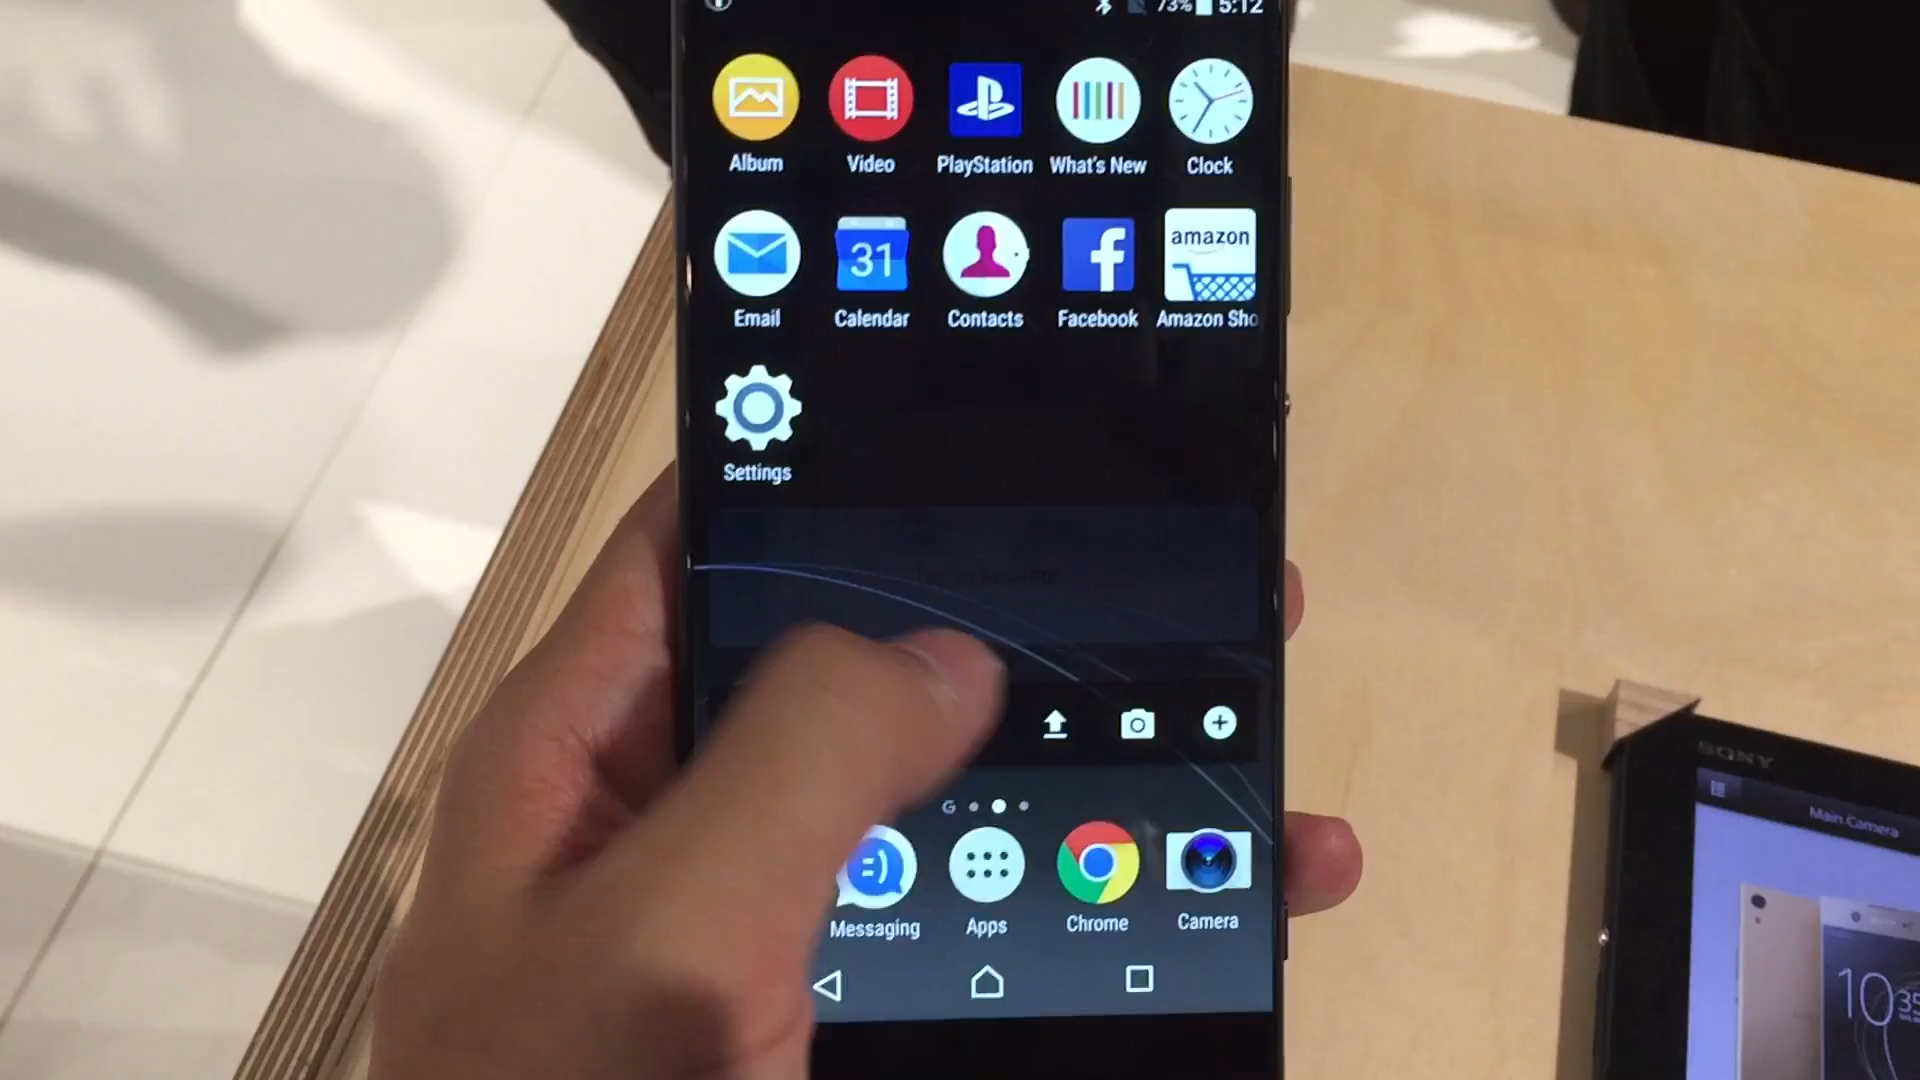 73% 5:12
Album Video PlayStation What's New Clock
31
amazon
Email Calendar Contacts Facebook Amazon Sho
Settings
G
Messaging Apps Chrome Camera
SONY
Main Camera
10 35